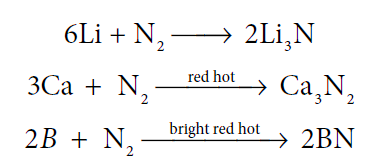 6Li + N₂ ⟶ 2Li₃N
3Ca + N₂ —red hot→ Ca₃N₂
2B + N₂ —bright red hot→ 2BN